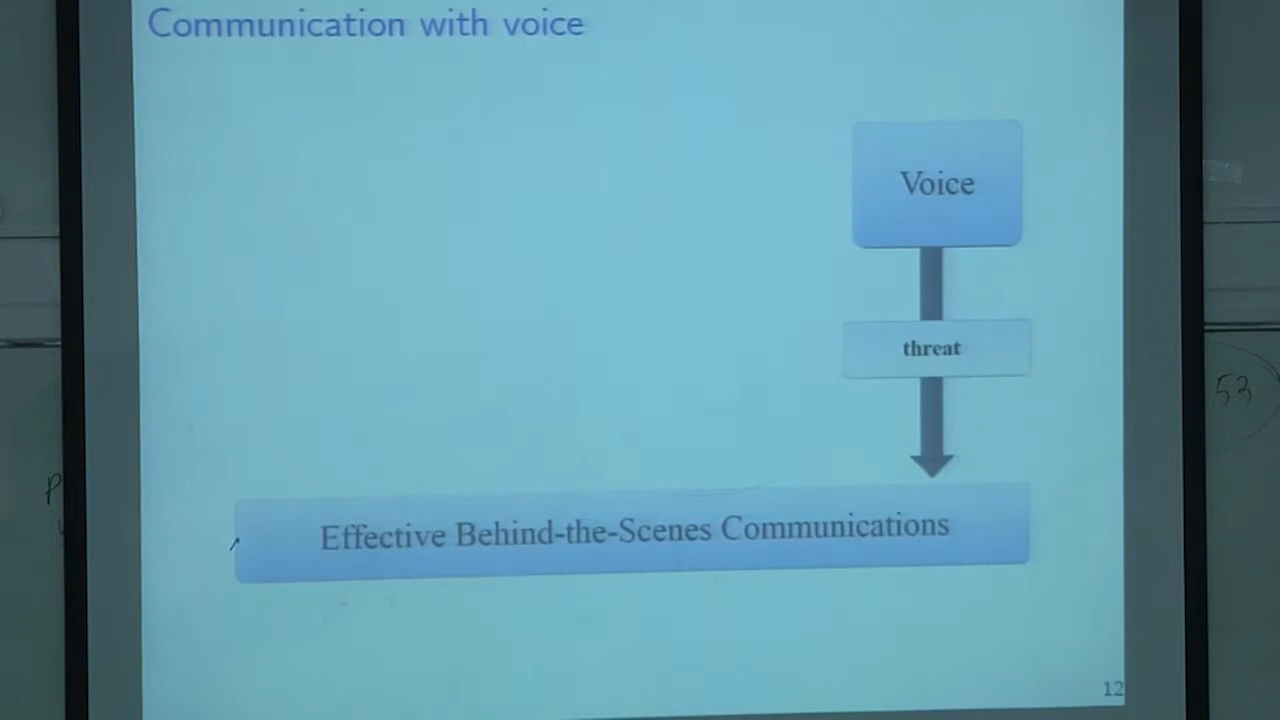 Communication with voice
Voice
threat
Effective Behind-the-Scenes Communications
12
53
P